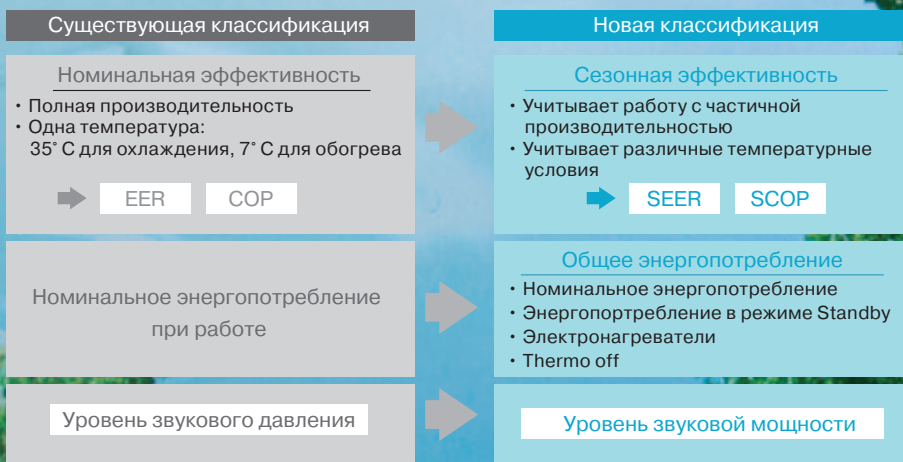 Существующая классификация
Новая классификация
Номинальная эффективность
• Полная производительность
• Одна температура:
35° C для охлаждения, 7° C для обогрева
EER COP
Сезонная эффективность
• Учитывает работу с частичной
производительностью
• Учитывает различные температурные
условия
SEER SCOP
Номинальное энергопотребление
при работе
Общее энергопотребление
• Номинальное энергопотребление
• Энергопортребление в режиме Standby
• Электронагреватели
• Thermo off
Уровень звукового давления
Уровень звуковой мощности